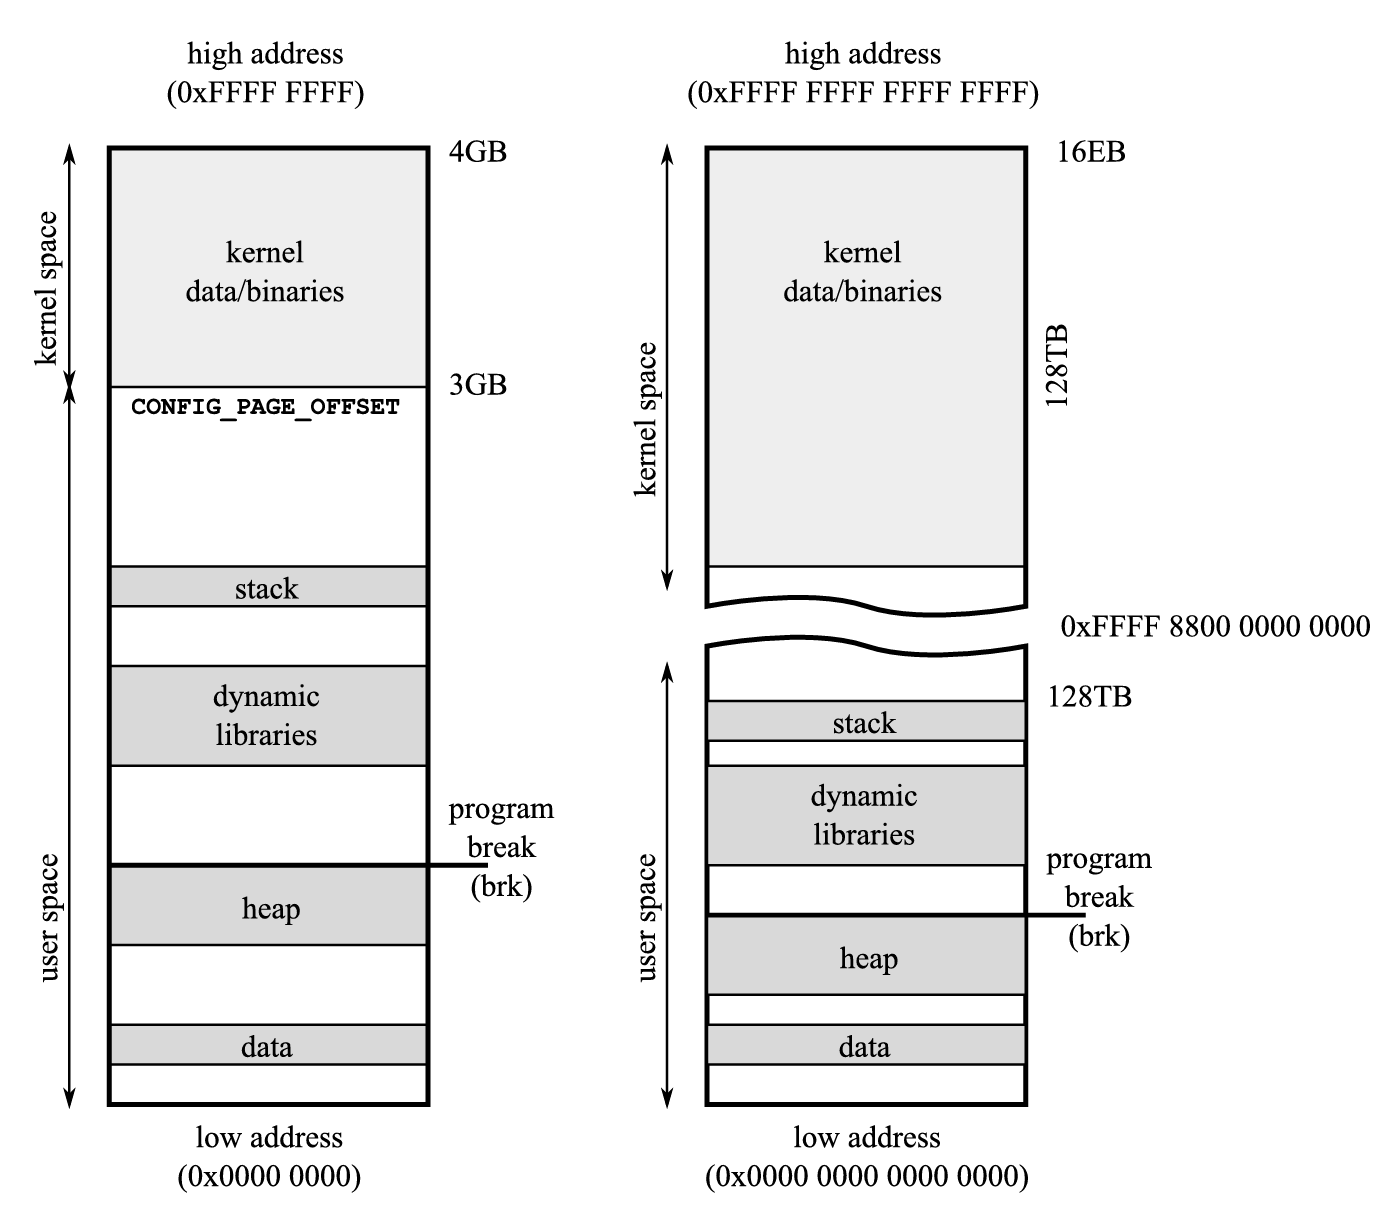 high address
(0xFFFF FFFF)
4GB
kernel space
kernel
data/binaries
3GB
CONFIG_PAGE_OFFSET
stack
dynamic
libraries
program
break
(brk)
user space
heap
data
low address
(0x0000 0000)
high address
(0xFFFF FFFF FFFF FFFF)
16EB
kernel space
kernel
data/binaries
128TB
0xFFFF 8800 0000 0000
128TB
stack
dynamic
libraries
program
break
(brk)
user space
heap
data
low address
(0x0000 0000 0000 0000)